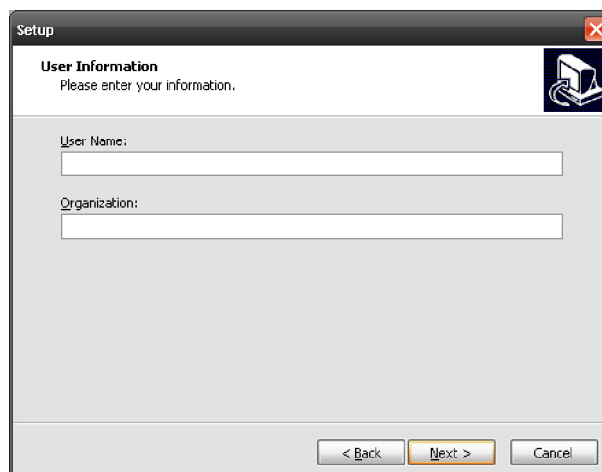 Setup
User Information
Please enter your information.
User Name:
Organization:
< Back
Next >
Cancel